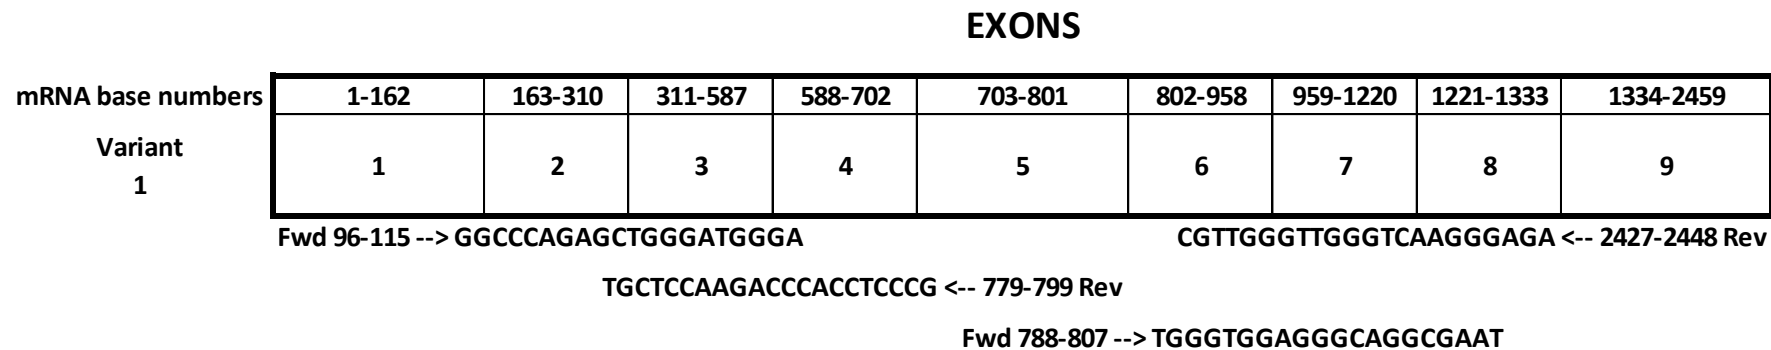 EXONS
mRNA base numbers 1-162 163-310 311-587 588-702 703-801 802-958 959-1220 1221-1333 1334-2459
Variant
1 1 2 3 4 5 6 7 8 9
Fwd 96-115 --> GGCCCAGAGCTGGGATGGGA CGTTGGGTTGGGTCAAGGGAGA <-- 2427-2448 Rev
TGCTCCAAGACCCACCTCCCG <-- 779-799 Rev
Fwd 788-807 --> TGGGTGGAGGGCAGGCGAAT